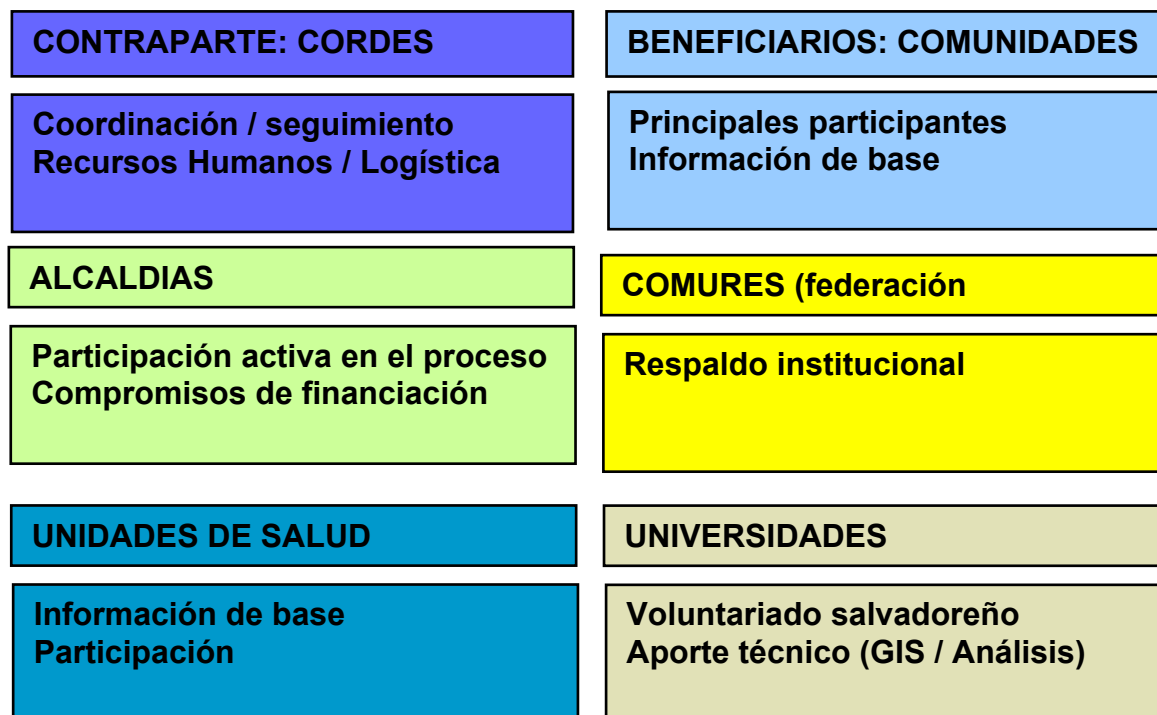 CONTRAPARTE: CORDES
Coordinación / seguimiento
Recursos Humanos / Logística
BENEFICIARIOS: COMUNIDADES
Principales participantes
Información de base
ALCALDIAS
Participación activa en el proceso
Compromisos de financiación
COMURES (federación
Respaldo institucional
UNIDADES DE SALUD
Información de base
Participación
UNIVERSIDADES
Voluntariado salvadoreño
Aporte técnico (GIS / Análisis)